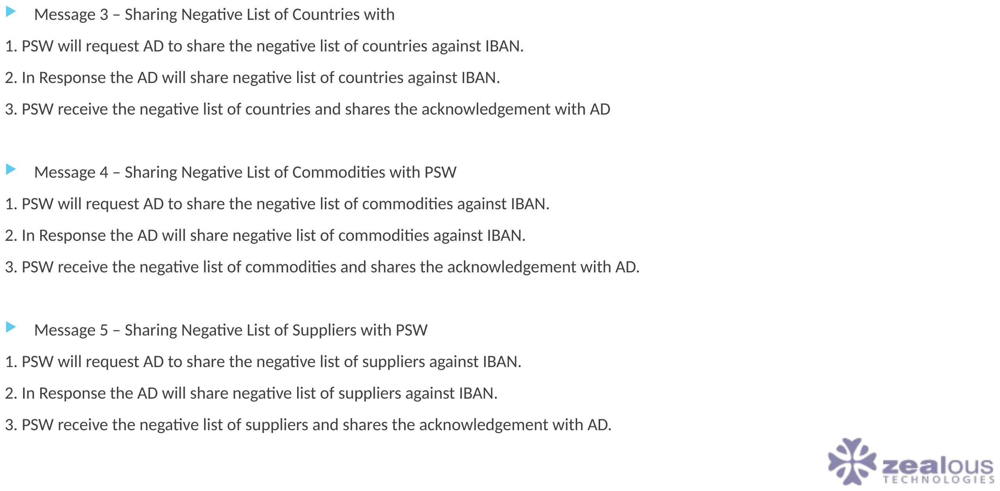 Message 3 – Sharing Negative List of Countries with
1. PSW will request AD to share the negative list of countries against IBAN.
2. In Response the AD will share negative list of countries against IBAN.
3. PSW receive the negative list of countries and shares the acknowledgement with AD
Message 4 – Sharing Negative List of Commodities with PSW
1. PSW will request AD to share the negative list of commodities against IBAN.
2. In Response the AD will share negative list of commodities against IBAN.
3. PSW receive the negative list of commodities and shares the acknowledgement with AD.
Message 5 – Sharing Negative List of Suppliers with PSW
1. PSW will request AD to share the negative list of suppliers against IBAN.
2. In Response the AD will share negative list of suppliers against IBAN.
3. PSW receive the negative list of suppliers and shares the acknowledgement with AD.
zealous
TECHNOLOGIES